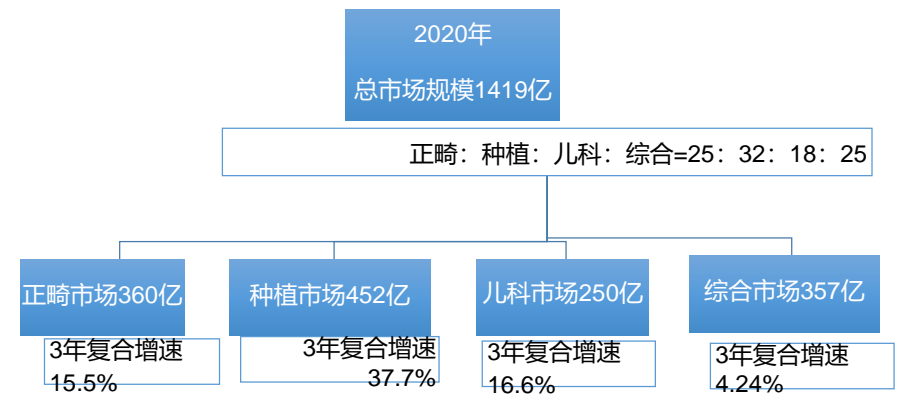 2020年
总市场规模1419亿
正畸：种植：儿科：综合=25：32：18：25
正畸市场360亿
种植市场452亿
儿科市场250亿
综合市场357亿
3年复合增速
15.5%
3年复合增速
37.7%
3年复合增速
16.6%
3年复合增速
4.24%